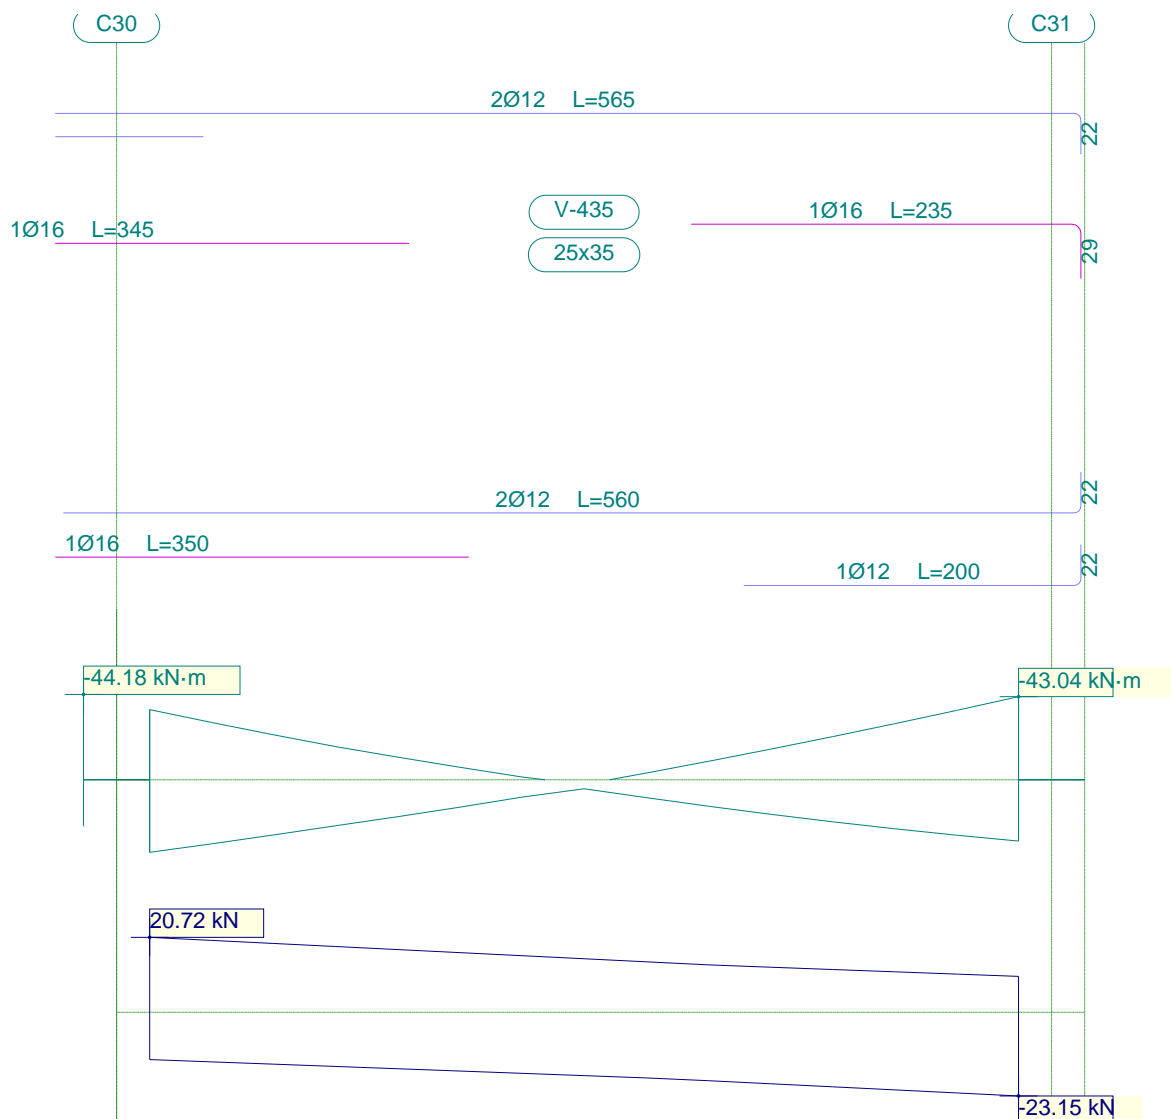 C30
C31
2Ø12 L=565
22
V-435
1Ø16 L=235
1Ø16 L=345
25x35
29
2Ø12 L=560
22
1Ø16 L=350
1Ø12 L=200
22
-44.18 kN·m
-43.04 kN·m
20.72 kN
-23.15 kN